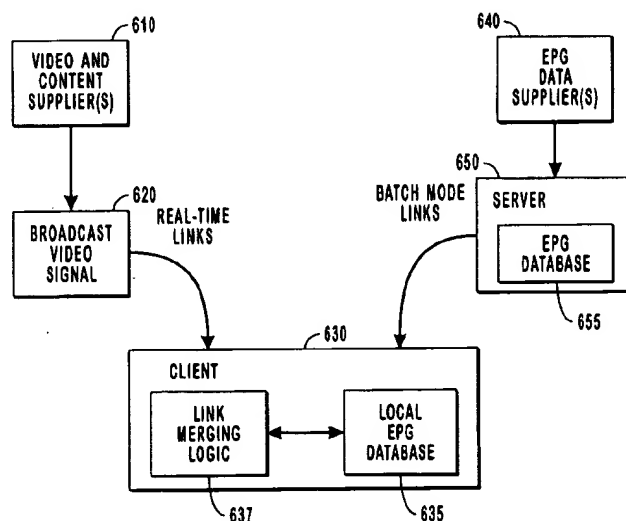 610
VIDEO AND
CONTENT
SUPPLIER(S)
640
EPG
DATA
SUPPLIER(S)
620
BROADCAST
VIDEO
SIGNAL
REAL-TIME
LINKS
BATCH MODE
LINKS
650
SERVER
EPG
DATABASE
655
630
CLIENT
LINK
MERGING
LOGIC
LOCAL
EPG
DATABASE
637
635